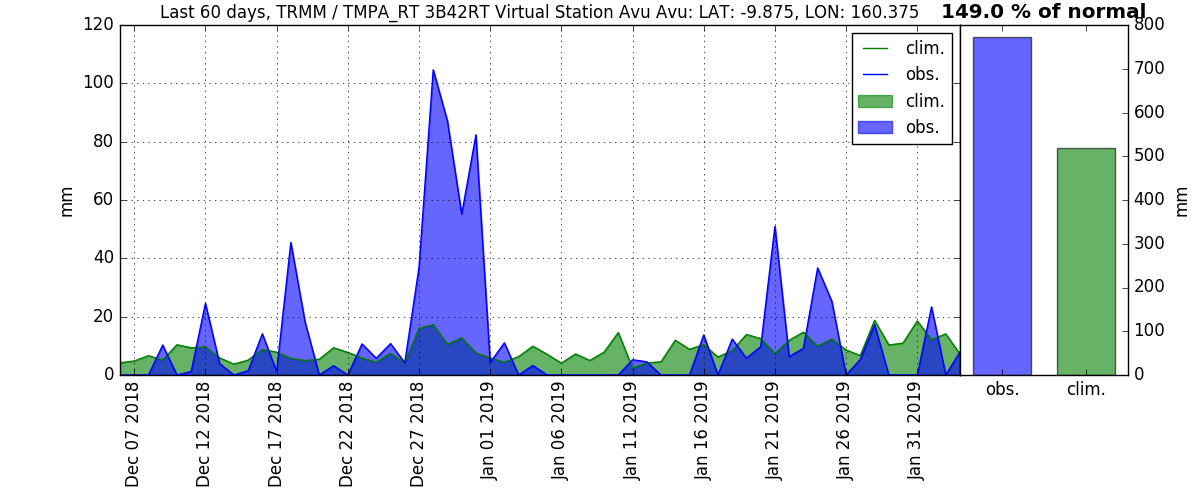 Last 60 days, TRMM / TMPA_RT 3B42RT Virtual Station Avu Avu: LAT: -9.875, LON: 160.375
149.0 % of normal
120
100
80
60
40
20
0
mm
clim.
obs.
clim.
obs.
Dec 07 2018
Dec 12 2018
Dec 17 2018
Dec 22 2018
Dec 27 2018
Jan 01 2019
Jan 06 2019
Jan 11 2019
Jan 16 2019
Jan 21 2019
Jan 26 2019
Jan 31 2019
800
700
600
500
400
300
200
100
0
mm
obs.
clim.